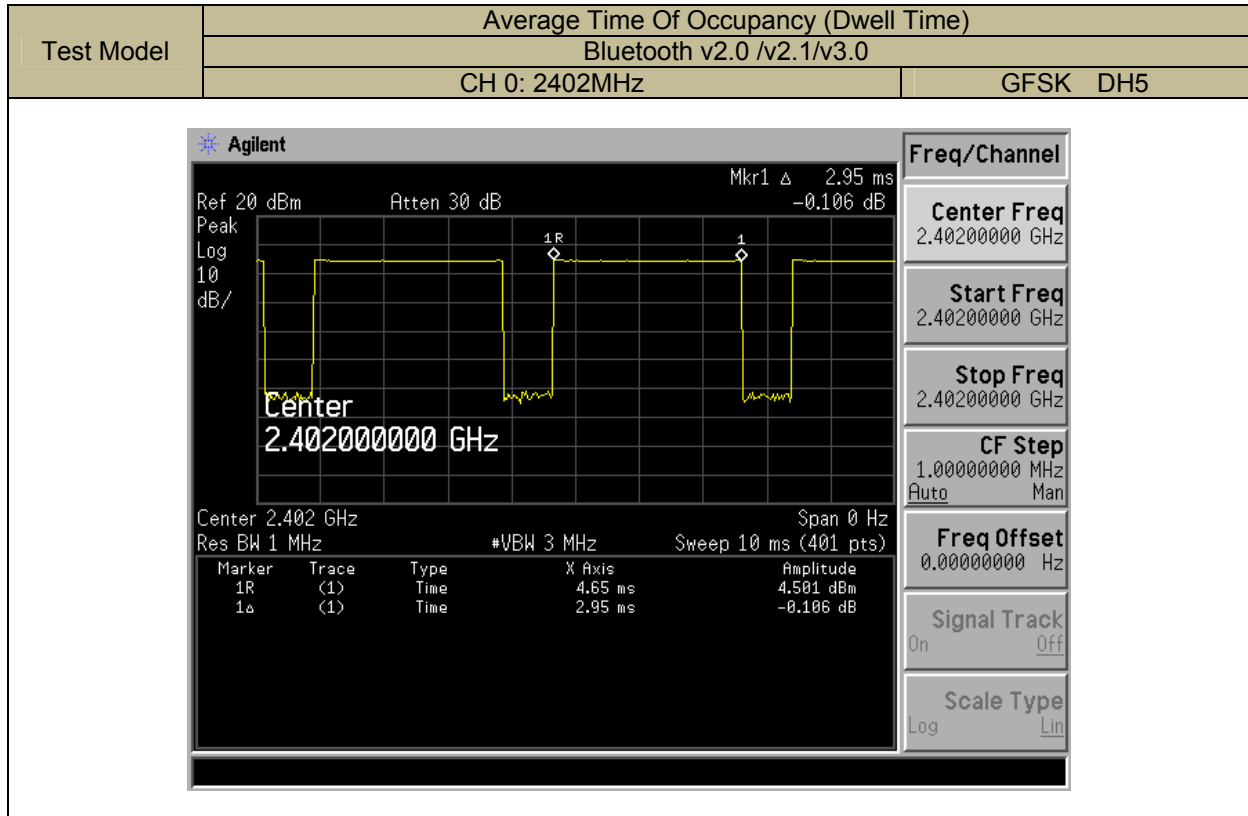 Test Model
Average Time Of Occupancy (Dwell Time)
Bluetooth v2.0 /v2.1/v3.0
CH 0: 2402MHz GFSK DH5
Agilent
Mkr1 Δ 2.95 ms
Ref 20 dBm Atten 30 dB -0.106 dB
Peak
Log
10
dB/
1R 1
Center
2.402000000 GHz
Center 2.402 GHz Span 0 Hz
Res BW 1 MHz #VBW 3 MHz Sweep 10 ms (401 pts)
Marker Trace Type X Axis Amplitude
1R (1) Time 4.65 ms 4.501 dBm
1Δ (1) Time 2.95 ms -0.106 dB
Freq/Channel
Center Freq
2.40200000 GHz
Start Freq
2.40200000 GHz
Stop Freq
2.40200000 GHz
CF Step
1.00000000 MHz
Auto Man
Freq Offset
0.00000000 Hz
Signal Track
On Off
Scale Type
Log Lin